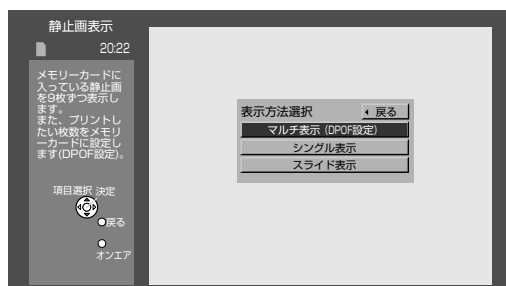 静止画表示
20:22
メモリーカードに
入っている静止画
を9枚ずつ表示し
ます。
また、プリントし
たい枚数をメモリ
ーカードに設定し
ます(DPOF設定)。
項目選択 決定
戻る
オンエア
表示方法選択
戻る
マルチ表示（DPOF設定）
シングル表示
スライド表示